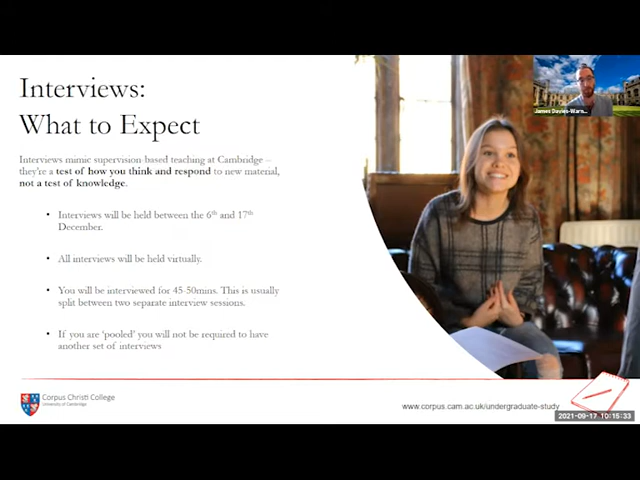 Interviews:
What to Expect
Interviews mimic supervision-based teaching at Cambridge –
they're a test of how you think and respond to new material,
not a test of knowledge.
• Interviews will be held between the 6th and 17th
December.
• All interviews will be held virtually.
• You will be interviewed for 45-50mins. This is usually
split between two separate interview sessions.
• If you are 'pooled' you will not be required to have
another set of interviews
James Davies-Warn...
Corpus Christi College
University of Cambridge
www.corpus.cam.ac.uk/undergraduate-study
2021-09-17 10:15:33